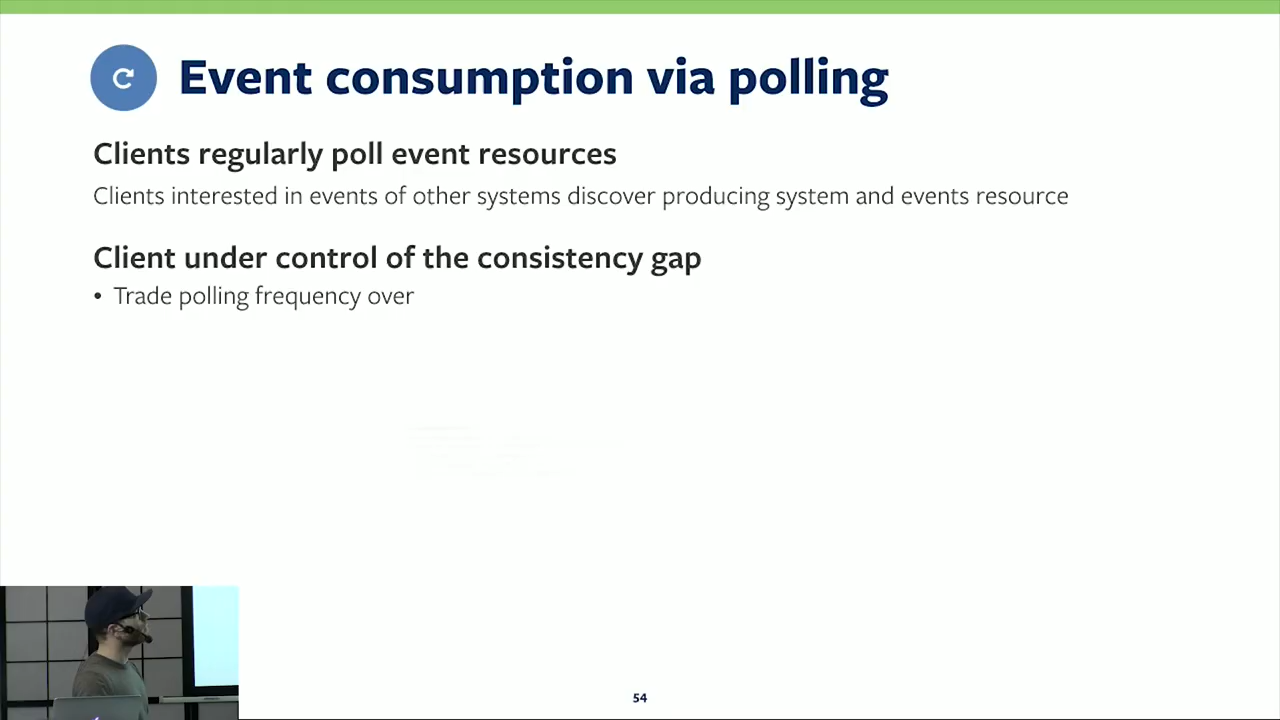 Event consumption via polling
Clients regularly poll event resources
Clients interested in events of other systems discover producing system and events resource
Client under control of the consistency gap
• Trade polling frequency over
54